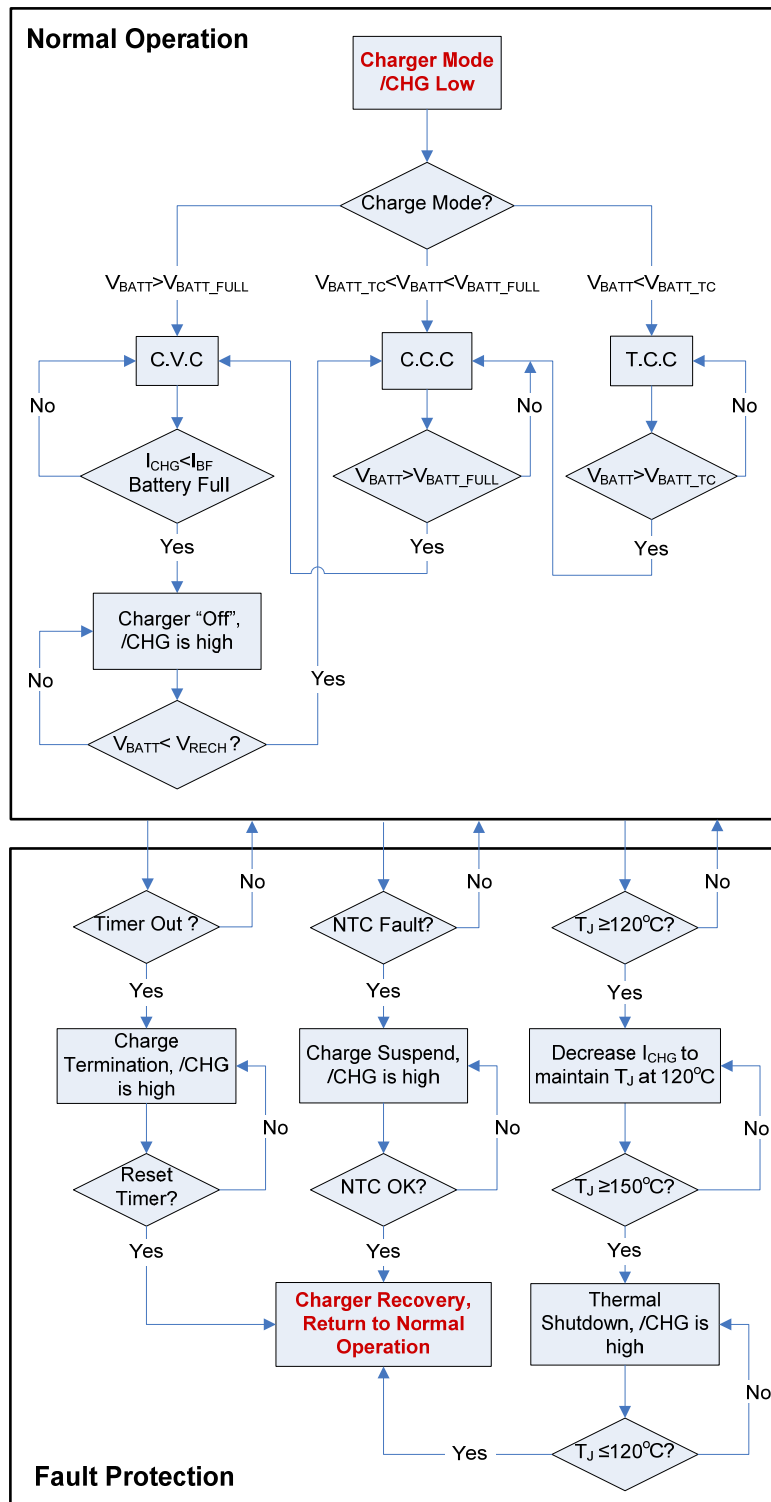 Normal Operation
Charger Mode
/CHG Low
Charge Mode?
VBATT>VBATT_FULL
VBATT_TC<VBATT<VBATT_FULL
VBATT<VBATT_TC
C.V.C
C.C.C
T.C.C
No
No
No
ICHG<IBF
Battery Full
VBATT>VBATT_FULL
VBATT>VBATT_TC
Yes
Yes
Yes
Charger “Off”,
/CHG is high
No
Yes
VBATT< VRECH ?
No
No
No
Timer Out ?
NTC Fault?
TJ ≥120°C?
Yes
Yes
Yes
Charge
Termination, /CHG
is high
Charge Suspend,
/CHG is high
Decrease ICHG to
maintain TJ at 120°C
No
No
No
Reset
Timer?
NTC OK?
TJ ≥150°C?
Yes
Yes
Yes
Charger Recovery,
Return to Normal
Operation
Thermal
Shutdown, /CHG is
high
No
Yes
TJ ≤120°C?
Fault Protection